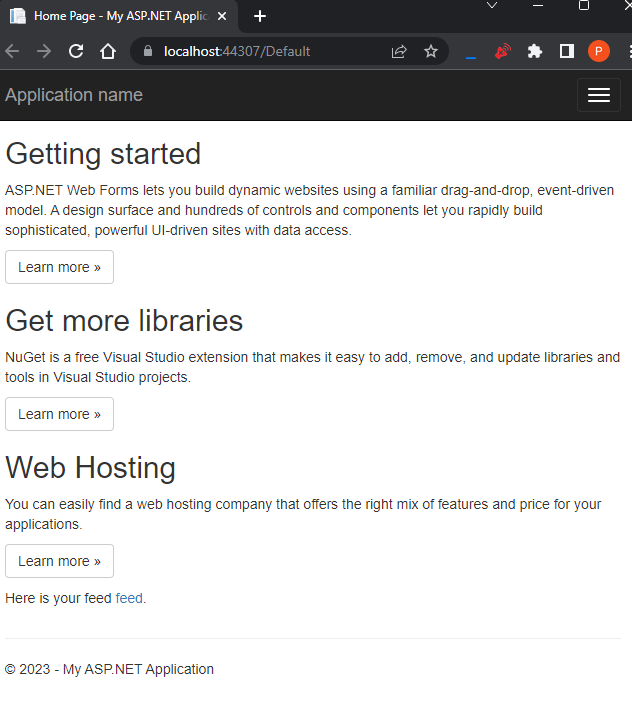 Home Page - My ASP.NET Applic
localhost:44307/Default
P
Application name
Getting started
ASP.NET Web Forms lets you build dynamic websites using a familiar drag-and-drop, event-driven
model. A design surface and hundreds of controls and components let you rapidly build
sophisticated, powerful UI-driven sites with data access.
Learn more »
Get more libraries
NuGet is a free Visual Studio extension that makes it easy to add, remove, and update libraries and
tools in Visual Studio projects.
Learn more »
Web Hosting
You can easily find a web hosting company that offers the right mix of features and price for your
applications.
Learn more »
Here is your feed feed.
© 2023 - My ASP.NET Application